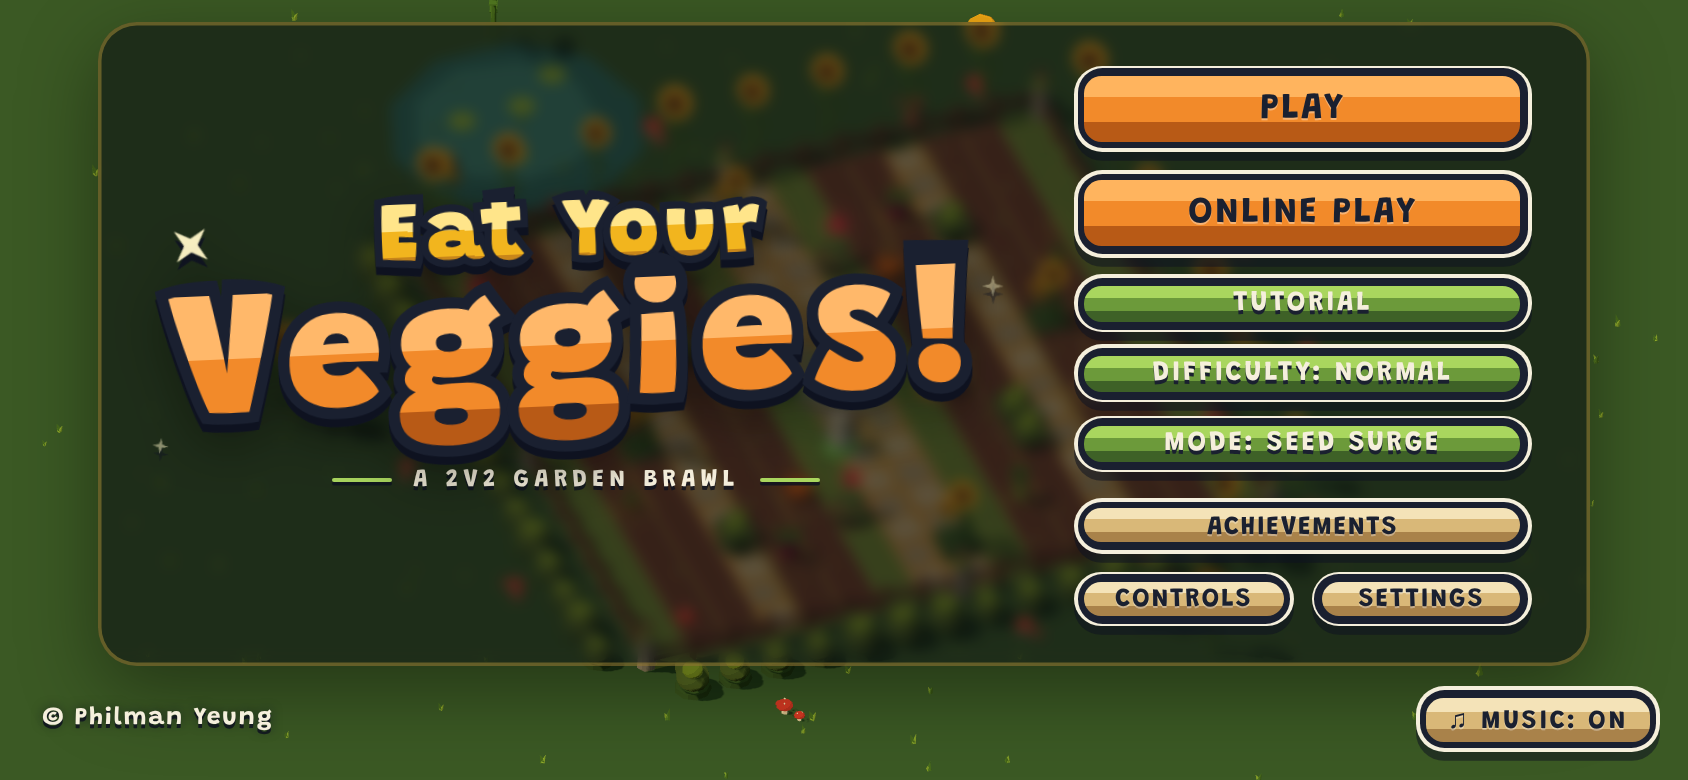 Eat Your
Veggies!
A 2V2 GARDEN BRAWL
PLAY
ONLINE PLAY
TUTORIAL
DIFFICULTY: NORMAL
MODE: SEED SURGE
ACHIEVEMENTS
CONTROLS
SETTINGS
© Philman Yeung
♫ MUSIC: ON